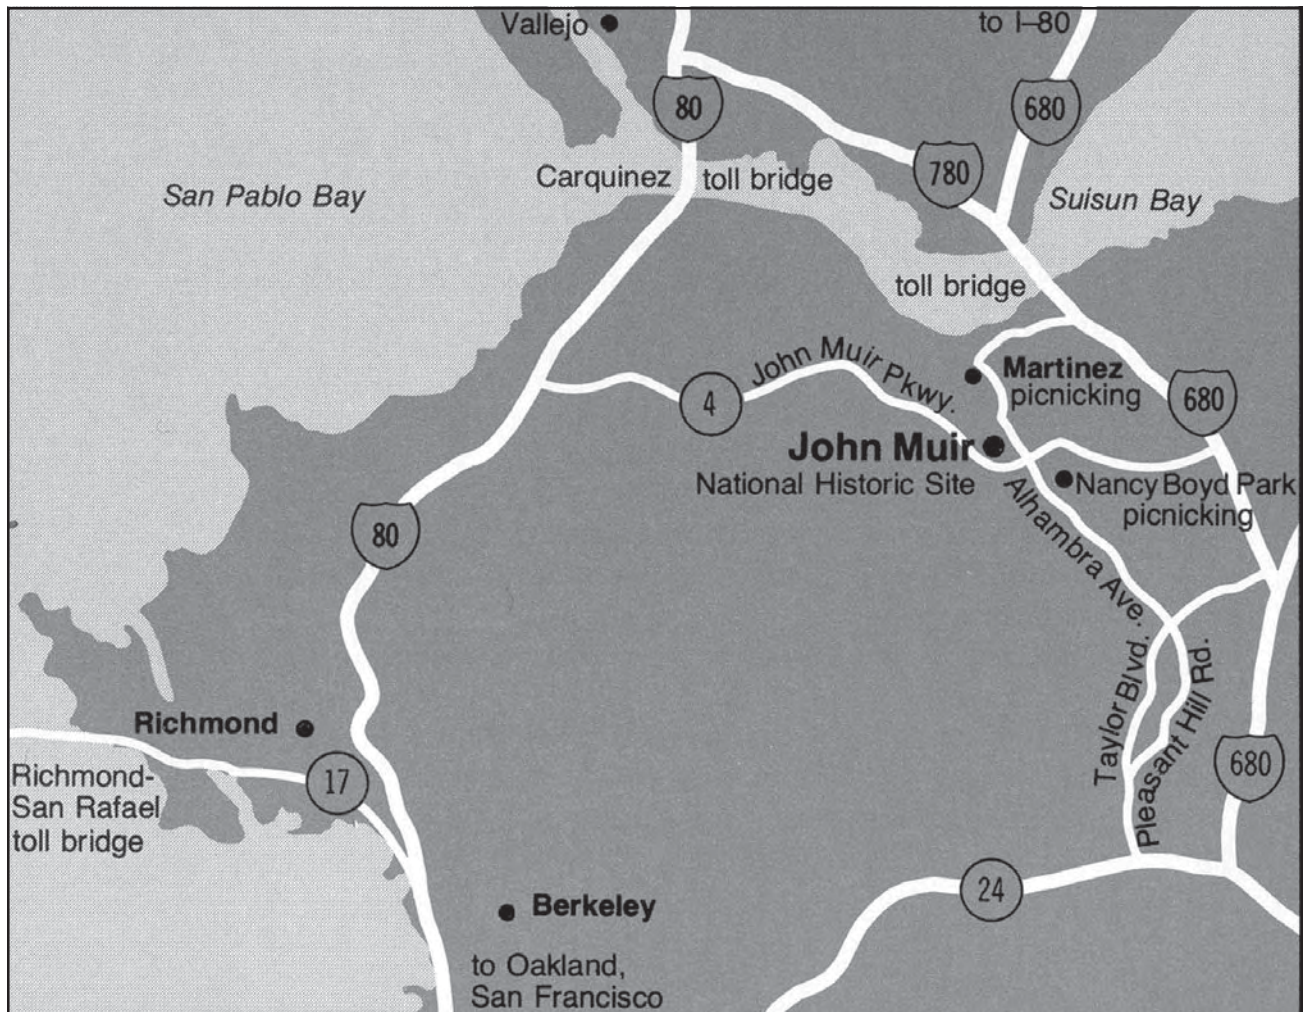 Vallejo
to I–80
80
680
780
Carquinez toll bridge
San Pablo Bay
Suisun Bay
toll bridge
John Muir Pkwy.
4
Martinez
picnicking
680
John Muir
National Historic Site
Nancy Boyd Park
picnicking
Alhambra Ave.
80
Taylor Blvd.
Pleasant Hill Rd.
Richmond
17
680
Richmond-
San Rafael
toll bridge
24
Berkeley
to Oakland,
San Francisco